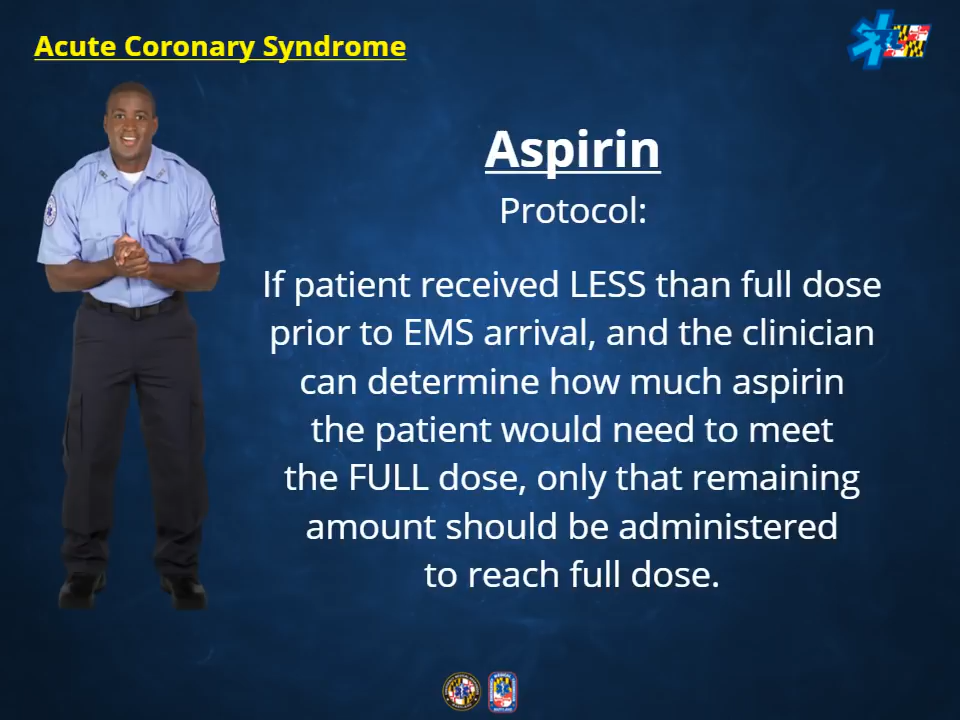 Acute Coronary Syndrome
Aspirin
Protocol:
If patient received LESS than full dose
prior to EMS arrival, and the clinician
can determine how much aspirin
the patient would need to meet
the FULL dose, only that remaining
amount should be administered
to reach full dose.